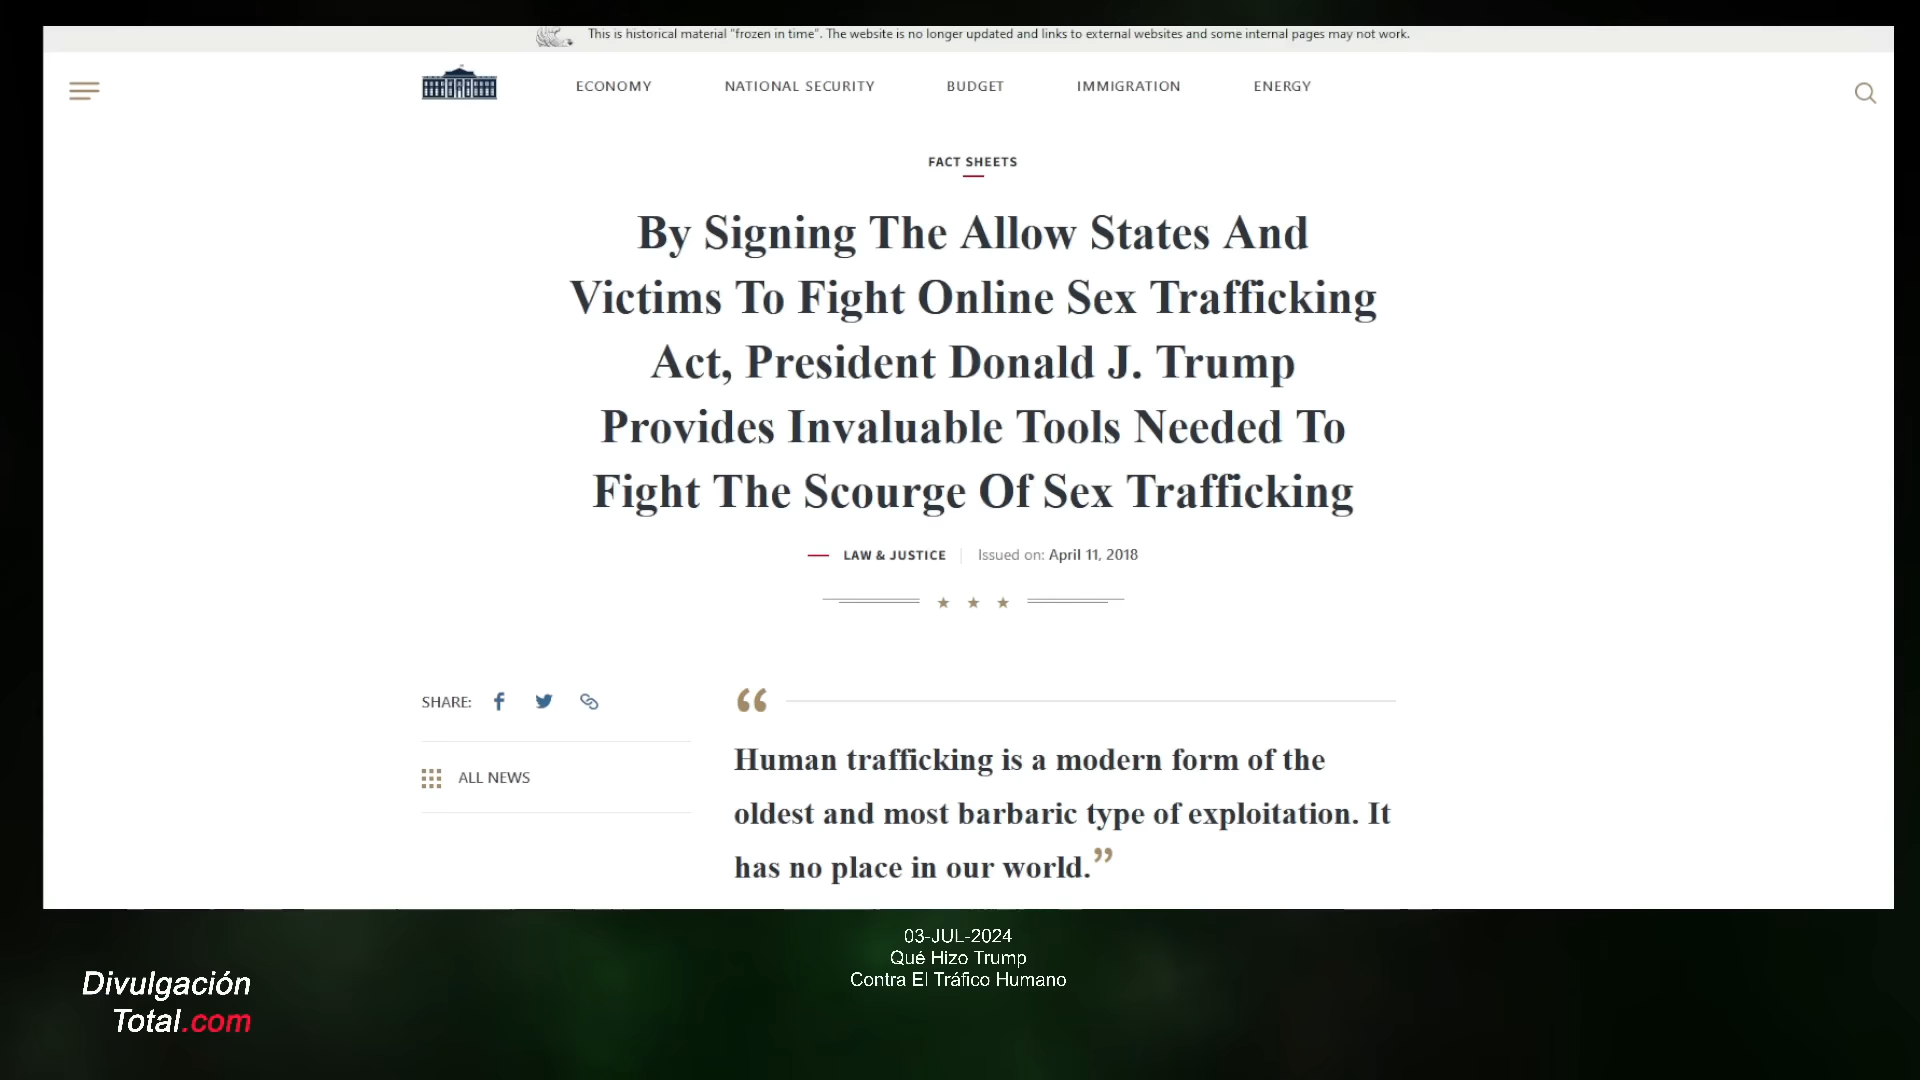 This is historical material “frozen in time”. The website is no longer updated and links to external websites and some internal pages may not work.
ECONOMY NATIONAL SECURITY BUDGET IMMIGRATION ENERGY
FACT SHEETS
By Signing The Allow States And
Victims To Fight Online Sex Trafficking
Act, President Donald J. Trump
Provides Invaluable Tools Needed To
Fight The Scourge Of Sex Trafficking
LAW & JUSTICE Issued on: April 11, 2018
SHARE:
ALL NEWS
“
Human trafficking is a modern form of the
oldest and most barbaric type of exploitation. It
has no place in our world.”
03-JUL-2024
Qué Hizo Trump
Contra El Tráfico Humano
Divulgación
Total.com